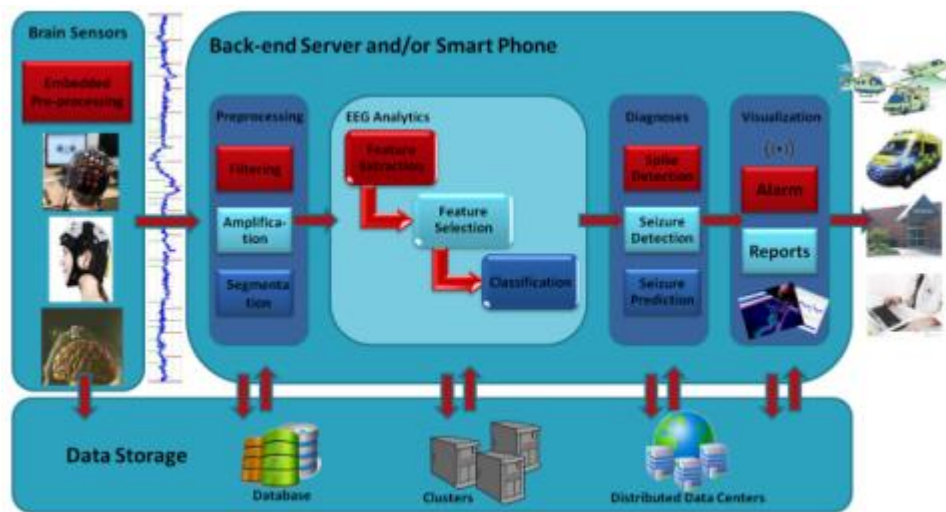 Brain Sensors
Embedded
Pre-processing
Back-end Server and/or Smart Phone
Preprocessing
Filtering
Amplifica-
tion
Segmenta
tion
EEG Analytics
Feature
Extraction
Feature
Selection
Classification
Diagnoses
Spike
Detection
Seizure
Detection
Seizure
Prediction
Visualization
Alarm
Reports
Data Storage
Database
Clusters
Distributed Data Centers